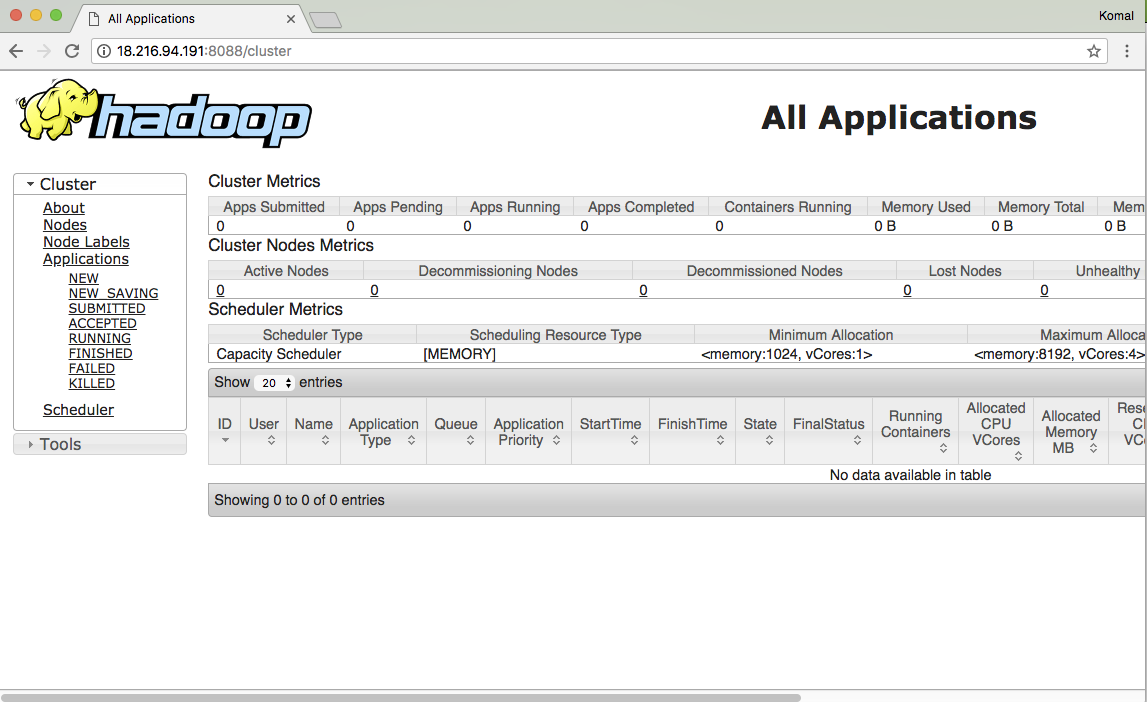 All Applications
Komal
18.216.94.191:8088/cluster
hadoop
All Applications
Cluster
About
Nodes
Node Labels
Applications
NEW
NEW_SAVING
SUBMITTED
ACCEPTED
RUNNING
FINISHED
FAILED
KILLED
Scheduler
Tools
Cluster Metrics
Apps Submitted Apps Pending Apps Running Apps Completed Containers Running Memory Used Memory Total Mem
0 0 0 0 0 0 B 0 B 0 B
Cluster Nodes Metrics
Active Nodes Decommissioning Nodes Decommissioned Nodes Lost Nodes Unhealthy
0 0 0 0 0
Scheduler Metrics
Scheduler Type Scheduling Resource Type Minimum Allocation Maximum Alloca
Capacity Scheduler [MEMORY] <memory:1024, vCores:1> <memory:8192, vCores:4>
Show 20 entries
ID User Name Application Type Queue Application Priority StartTime FinishTime State FinalStatus Running Containers Allocated CPU VCores Allocated Memory MB
No data available in table
Showing 0 to 0 of 0 entries